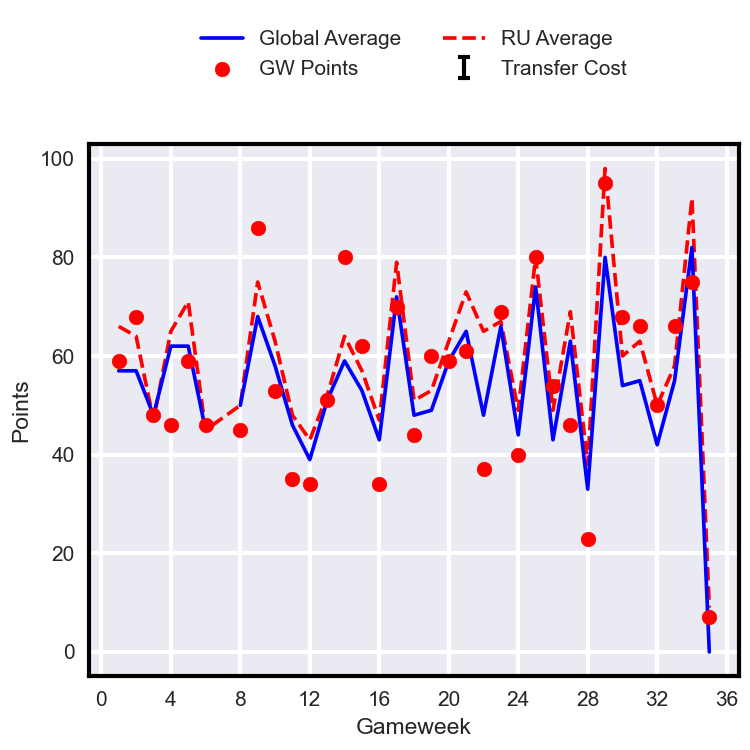 Global Average
RU Average
GW Points
Transfer Cost
100
80
60
40
20
0
Points
0 4 8 12 16 20 24 28 32 36
Gameweek